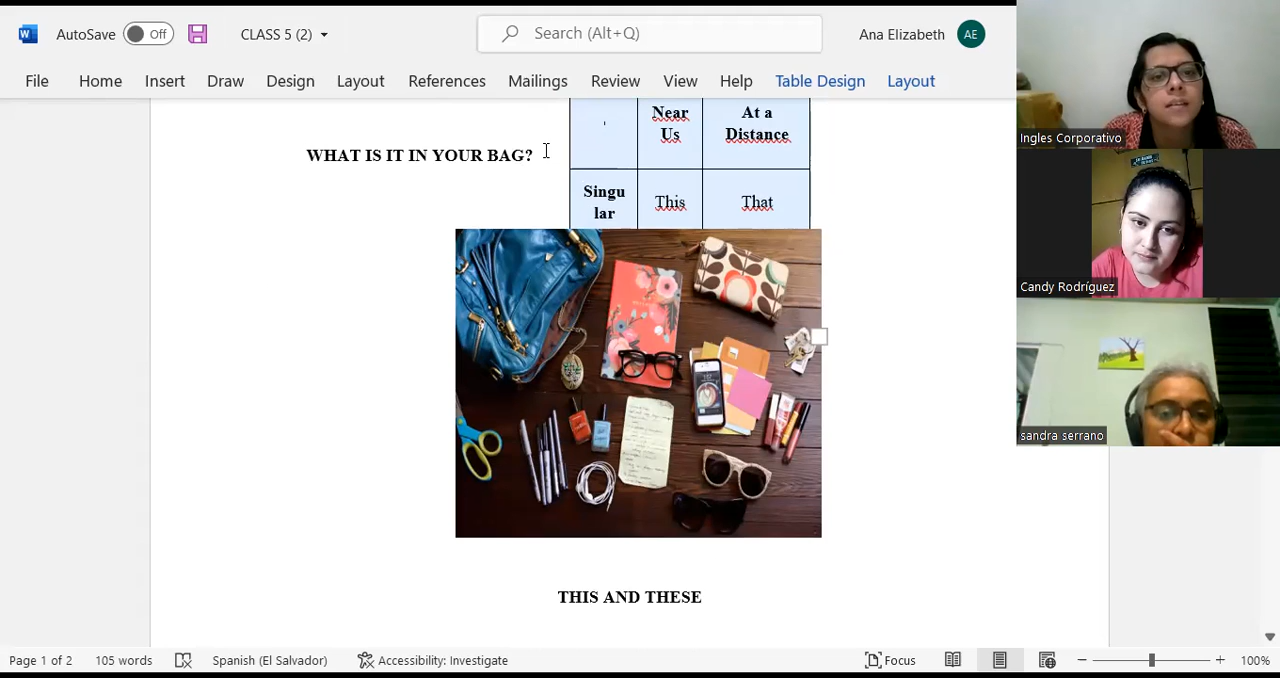 AutoSave Off CLASS 5 (2) Search (Alt+Q) Ana Elizabeth AE
File Home Insert Draw Design Layout References Mailings Review View Help Table Design Layout
Near Us At a Distance
WHAT IS IT IN YOUR BAG?
Singular This That
THIS AND THESE
Page 1 of 2 105 words Spanish (El Salvador) Accessibility: Investigate Focus 100%
Ingles Corporativo
Candy Rodríguez
sandra serrano